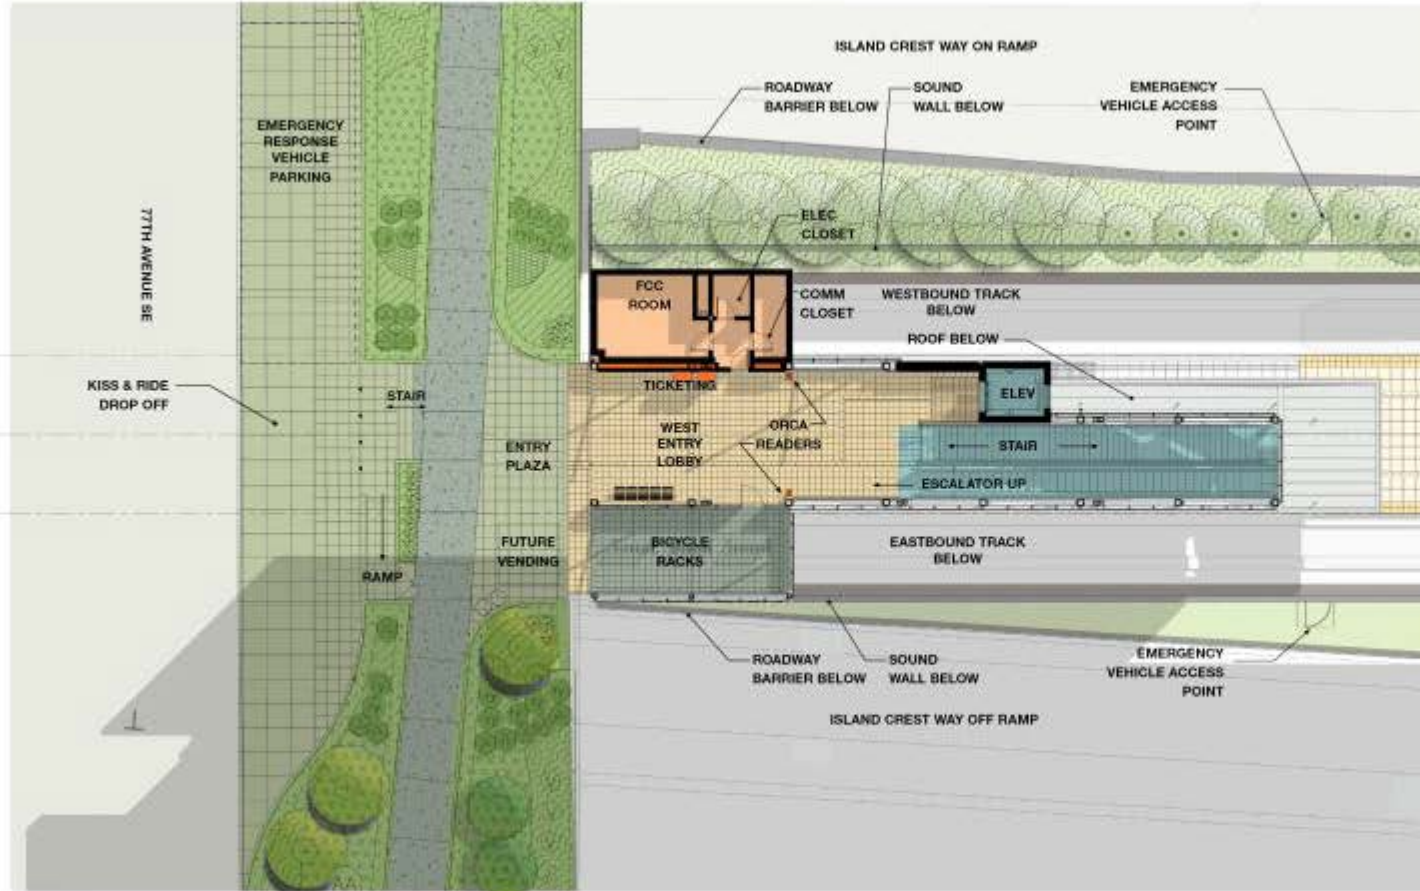 ISLAND CREST WAY ON RAMP
ROADWAY
BARRIER BELOW
SOUND
WALL BELOW
EMERGENCY
VEHICLE ACCESS
POINT
EMERGENCY
RESPONSE
VEHICLE
PARKING
77TH AVENUE SE
ELEC
CLOSET
FCC
ROOM
COMM
CLOSET
WESTBOUND TRACK
BELOW
ROOF BELOW
KISS & RIDE
DROP OFF
STAIR
TICKETING
ELEV
ENTRY
PLAZA
WEST
ENTRY
LOBBY
ORCA
READERS
STAIR
ESCALATOR UP
FUTURE
VENDING
BICYCLE
RACKS
EASTBOUND TRACK
BELOW
RAMP
ROADWAY
BARRIER BELOW
SOUND
WALL BELOW
EMERGENCY
VEHICLE ACCESS
POINT
ISLAND CREST WAY OFF RAMP